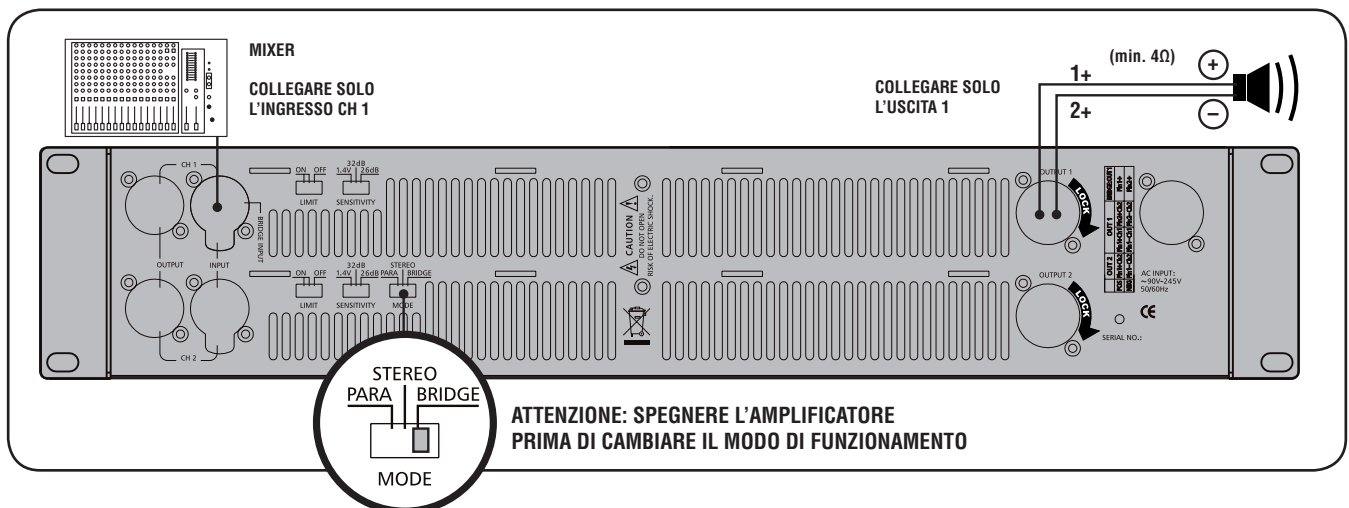 MIXER
COLLEGARE SOLO
L'INGRESSO CH 1
COLLEGARE SOLO
L'USCITA 1
(min. 4Ω)
1+
2+
+
–
CH 1
ON OFF
LIMIT
32dB
1.4V 26dB
SENSITIVITY
BRIDGE INPUT
OUTPUT
INPUT
ON OFF
LIMIT
32dB
1.4V 26dB
SENSITIVITY
STEREO
PARA BRIDGE
MODE
CH 2
CAUTION
DO NOT OPEN
RISK OF ELECTRIC SHOCK.
OUTPUT 1
LOCK
OUTPUT 2
LOCK
OUT 2
OUT 1
AC INPUT:
~90V-245V
50/60Hz
CE
SERIAL NO.:
STEREO
PARA BRIDGE
MODE
ATTENZIONE: SPEGNERE L'AMPLIFICATORE
PRIMA DI CAMBIARE IL MODO DI FUNZIONAMENTO